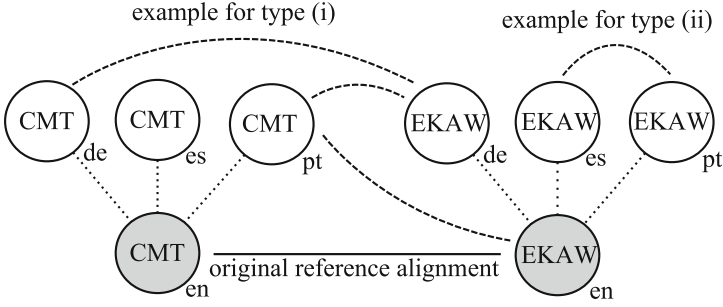 example for type (i)
example for type (ii)
CMT
CMT
CMT
EKAW
EKAW
EKAW
de
es
pt
de
es
pt
CMT
EKAW
original reference alignment
en
en